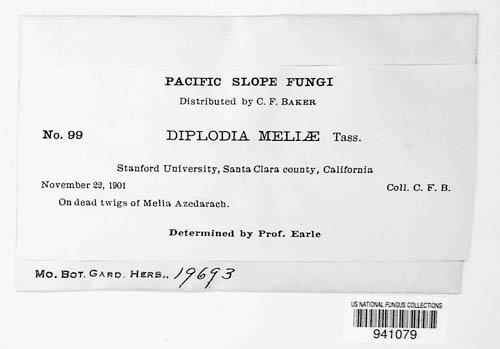 PACIFIC SLOPE FUNGI
Distributed by C. F. BAKER
No. 99 DIPLODIA MELIÆ Tass.
Stanford University, Santa Clara county, California
November 22, 1901 Coll. C. F. B.
On dead twigs of Melia Azedarach.
Determined by Prof. Earle
MO. BOT. GARD. HERB., 19693
US NATIONAL FUNGUS COLLECTIONS
941079